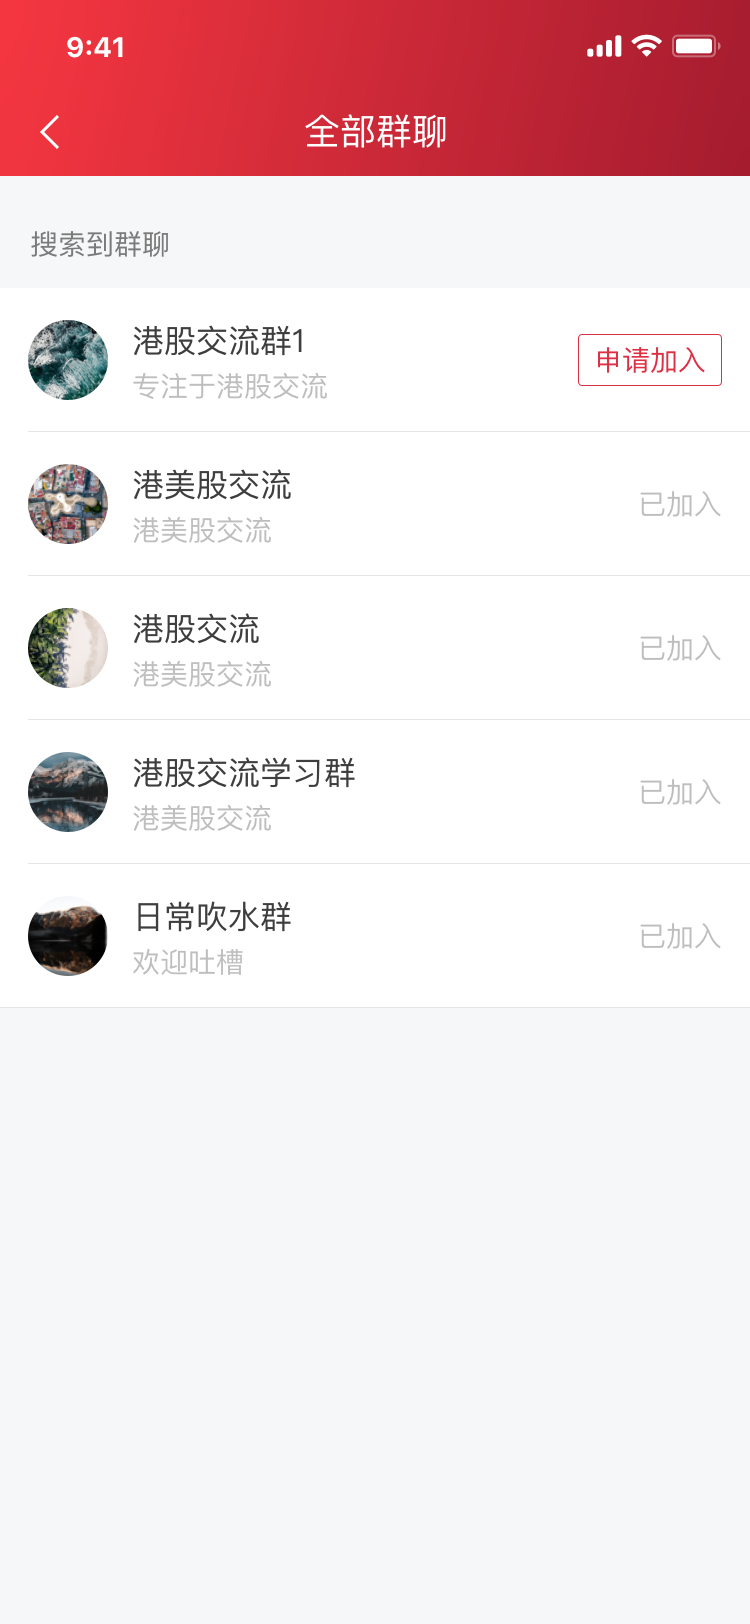 9:41
全部群聊
搜索到群聊
港股交流群1
专注于港股交流
申请加入
港美股交流
港美股交流
已加入
港股交流
港美股交流
已加入
港股交流学习群
港美股交流
已加入
日常吹水群
欢迎吐槽
已加入